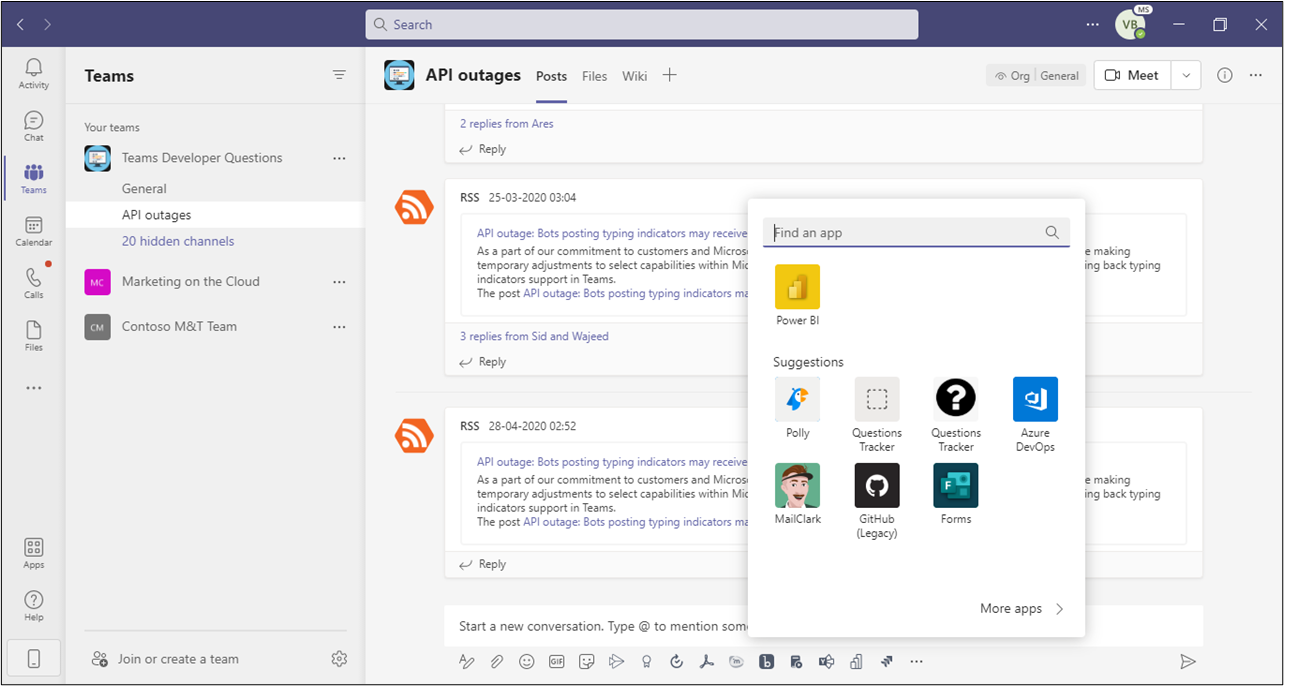 Search
MS
VB
Activity
Chat
Teams
Calendar
Calls
Files
Apps
Help
Teams
Your teams
Teams Developer Questions
General
API outages
20 hidden channels
MC
Marketing on the Cloud
CM
Contoso M&T Team
Join or create a team
API outages
Posts
Files
Wiki
Org
General
Meet
2 replies from Ares
Reply
RSS 25-03-2020 03:04
API outage: Bots posting typing indicators may receive
As a part of our commitment to customers and Micros e making
temporary adjustments to select capabilities within Mic ing back typing
indicators support in Teams.
The post API outage: Bots posting typing indicators ma
3 replies from Sid and Wajeed
Reply
RSS 28-04-2020 02:52
API outage: Bots posting typing indicators may receive
As a part of our commitment to customers and Micros e making
temporary adjustments to select capabilities within Mic ing back typing
indicators support in Teams.
The post API outage: Bots posting typing indicators ma
Reply
Start a new conversation. Type @ to mention som
GIF
Find an app
Power BI
Suggestions
Polly
Questions
Tracker
?
Questions
Tracker
Azure
DevOps
MailClark
GitHub
(Legacy)
F
Forms
More apps